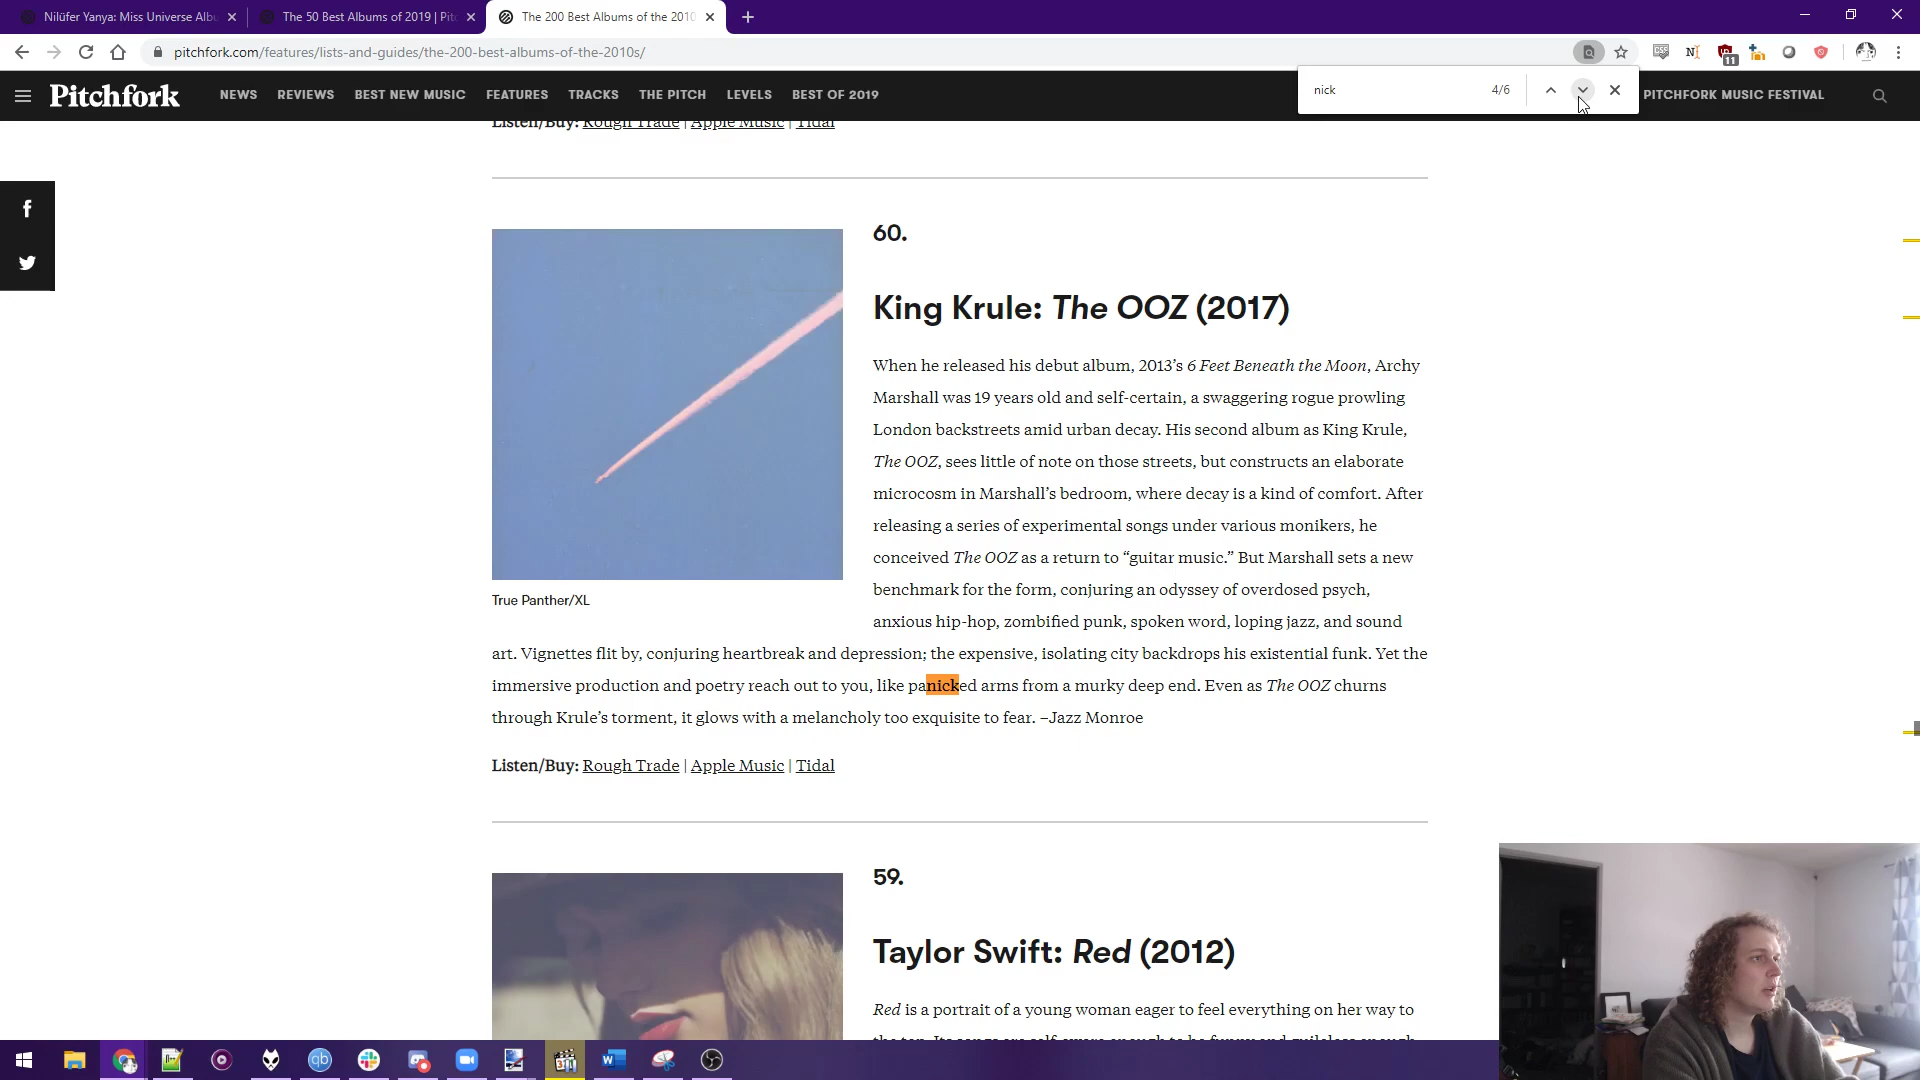 Nilüfer Yanya: Miss Universe Albu
The 50 Best Albums of 2019 | Pitc
The 200 Best Albums of the 2010
pitchfork.com/features/lists-and-guides/the-200-best-albums-of-the-2010s/
11
nick
4/6
Pitchfork
NEWS
REVIEWS
BEST NEW MUSIC
FEATURES
TRACKS
THE PITCH
LEVELS
BEST OF 2019
PITCHFORK MUSIC FESTIVAL
Listen/Buy: Rough Trade | Apple Music | Tidal
60.
King Krule: The OOZ (2017)
When he released his debut album, 2013’s 6 Feet Beneath the Moon, Archy
Marshall was 19 years old and self-certain, a swaggering rogue prowling
London backstreets amid urban decay. His second album as King Krule,
The OOZ, sees little of note on those streets, but constructs an elaborate
microcosm in Marshall’s bedroom, where decay is a kind of comfort. After
releasing a series of experimental songs under various monikers, he
conceived The OOZ as a return to “guitar music.” But Marshall sets a new
benchmark for the form, conjuring an odyssey of overdosed psych,
anxious hip-hop, zombified punk, spoken word, loping jazz, and sound
True Panther/XL
art. Vignettes flit by, conjuring heartbreak and depression; the expensive, isolating city backdrops his existential funk. Yet the
immersive production and poetry reach out to you, like panicked arms from a murky deep end. Even as The OOZ churns
through Krule’s torment, it glows with a melancholy too exquisite to fear. –Jazz Monroe
Listen/Buy: Rough Trade | Apple Music | Tidal
59.
Taylor Swift: Red (2012)
Red is a portrait of a young woman eager to feel everything on her way to